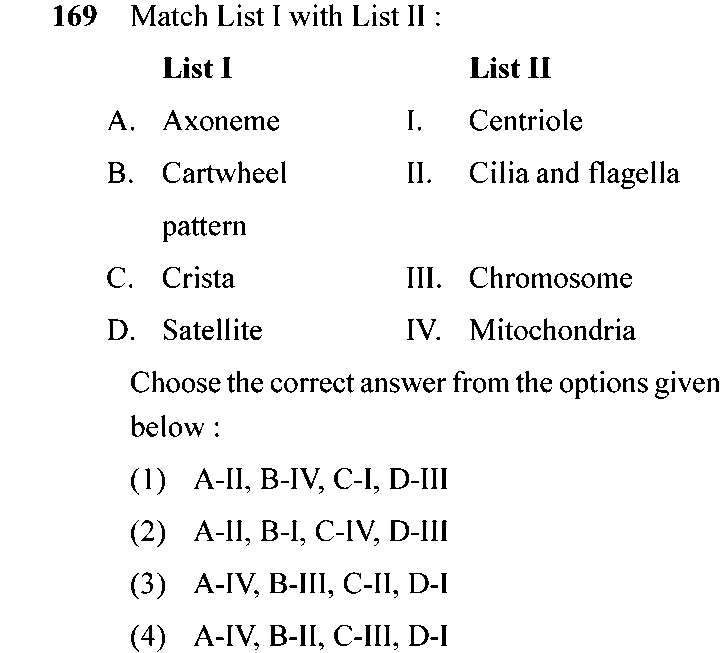 169 Match List I with List II :
List I List II
A. Axoneme I. Centriole
B. Cartwheel II. Cilia and flagella
pattern
C. Crista III. Chromosome
D. Satellite IV. Mitochondria
Choose the correct answer from the options given
below :
(1) A-II, B-IV, C-I, D-III
(2) A-II, B-I, C-IV, D-III
(3) A-IV, B-III, C-II, D-I
(4) A-IV, B-II, C-III, D-I